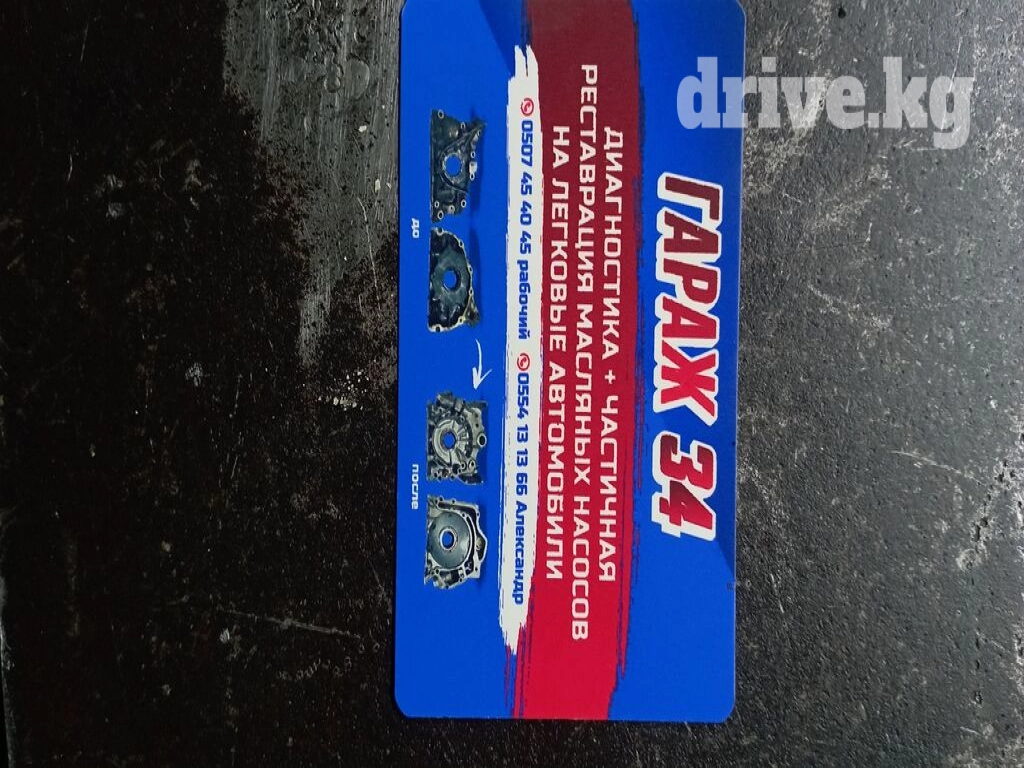 drive.kg
ГАРАЖ 34
ДИАГНОСТИКА + ЧАСТИЧНАЯ
РЕСТАВРАЦИЯ МАСЛЯНЫХ НАСОСОВ
НА ЛЕГКОВЫЕ АВТОМОБИЛИ
0507 45 40 45 рабочий 0554 13 13 66 Александр
до
после